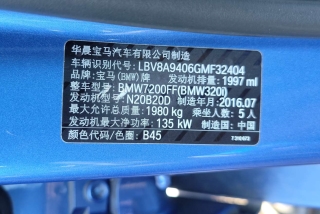 华晨宝马汽车有限公司制造
车辆识别代号: LBV8A9406GMF32404
宝马(BMW)牌 发动机排量: 1997 ml
整车型号: BMW7200FF(BMW320i)
发动机型号: N20B20D 制造年月: 2016.07
最大允许总质量: 1980 kg 乘坐人数: 5人
发动机最大净功率: 135 kW 制造国: 中国
颜色代号/色圈: B45